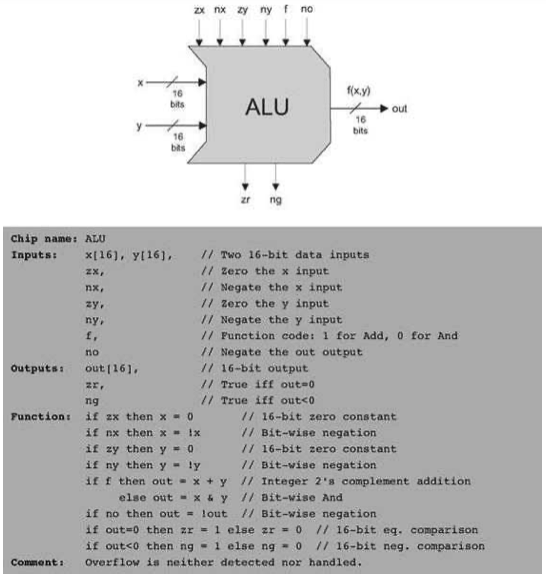 zx nx zy ny f no
x
16
bits
ALU
f(x,y)
out
16
bits
y
16
bits
zr ng
Chip name: ALU
Inputs: x[16], y[16], // Two 16-bit data inputs
zx, // Zero the x input
nx, // Negate the x input
zy, // Zero the y input
ny, // Negate the y input
f, // Function code: 1 for Add, 0 for And
no // Negate the out output
Outputs: out[16], // 16-bit output
zr, // True iff out=0
ng // True iff out<0
Function: if zx then x = 0 // 16-bit zero constant
if nx then x = !x // Bit-wise negation
if zy then y = 0 // 16-bit zero constant
if ny then y = !y // Bit-wise negation
if f then out = x + y // Integer 2's complement addition
else out = x & y // Bit-wise And
if no then out = !out // Bit-wise negation
if out=0 then zr = 1 else zr = 0 // 16-bit eq. comparison
if out<0 then ng = 1 else ng = 0 // 16-bit neg. comparison
Comment: Overflow is neither detected nor handled.